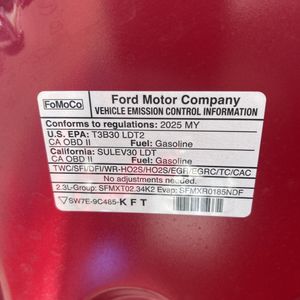 FoMoCo
Ford Motor Company
VEHICLE EMISSION CONTROL INFORMATION
Conforms to regulations: 2025 MY
U.S. EPA: T3B30 LDT2
CA OBD II Fuel: Gasoline
California: SULEV30 LDT
CA OBD II Fuel: Gasoline
TWC/SFI/DFI/WR-HO2S/HO2S/EGR/EGRC/TC/CAC
No adjustments needed.
2.3L-Group: SFMXT02.34K2 Evap: SFMXR0185NDF
SW7E-9C485-KFT